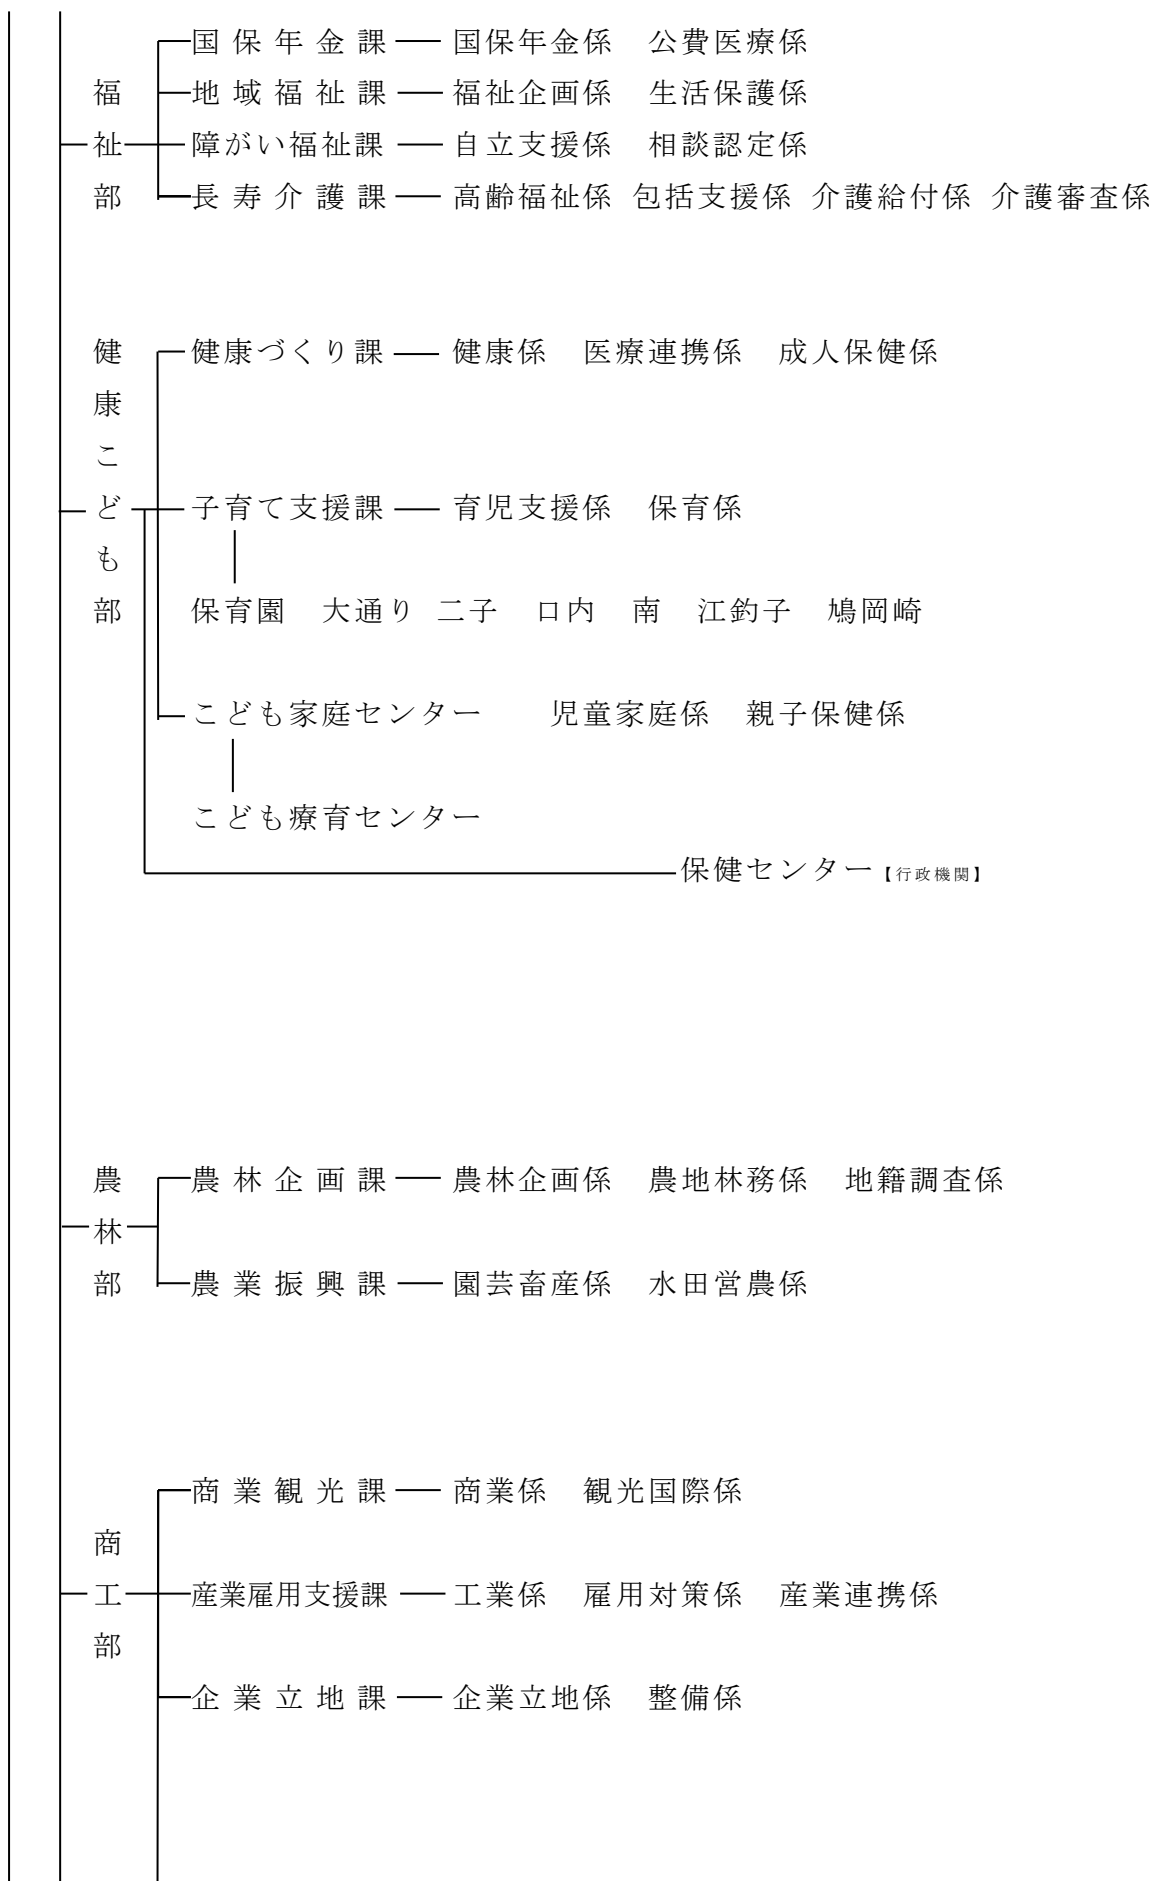 福祉部
国保年金課 国保年金係 公費医療係
地域福祉課 福祉企画係 生活保護係
障がい福祉課 自立支援係 相談認定係
長寿介護課 高齢福祉係 包括支援係 介護給付係 介護審査係
健康こども部
健康づくり課 健康係 医療連携係 成人保健係
子育て支援課 育児支援係 保育係
保育園 大通り 二子 口内 南 江釣子 鳩岡崎
こども家庭センター 児童家庭係 親子保健係
こども療育センター
保健センター【行政機関】
農林部
農林企画課 農林企画係 農地林務係 地籍調査係
農業振興課 園芸畜産係 水田営農係
商工部
商業観光課 商業係 観光国際係
産業雇用支援課 工業係 雇用対策係 産業連携係
企業立地課 企業立地係 整備係